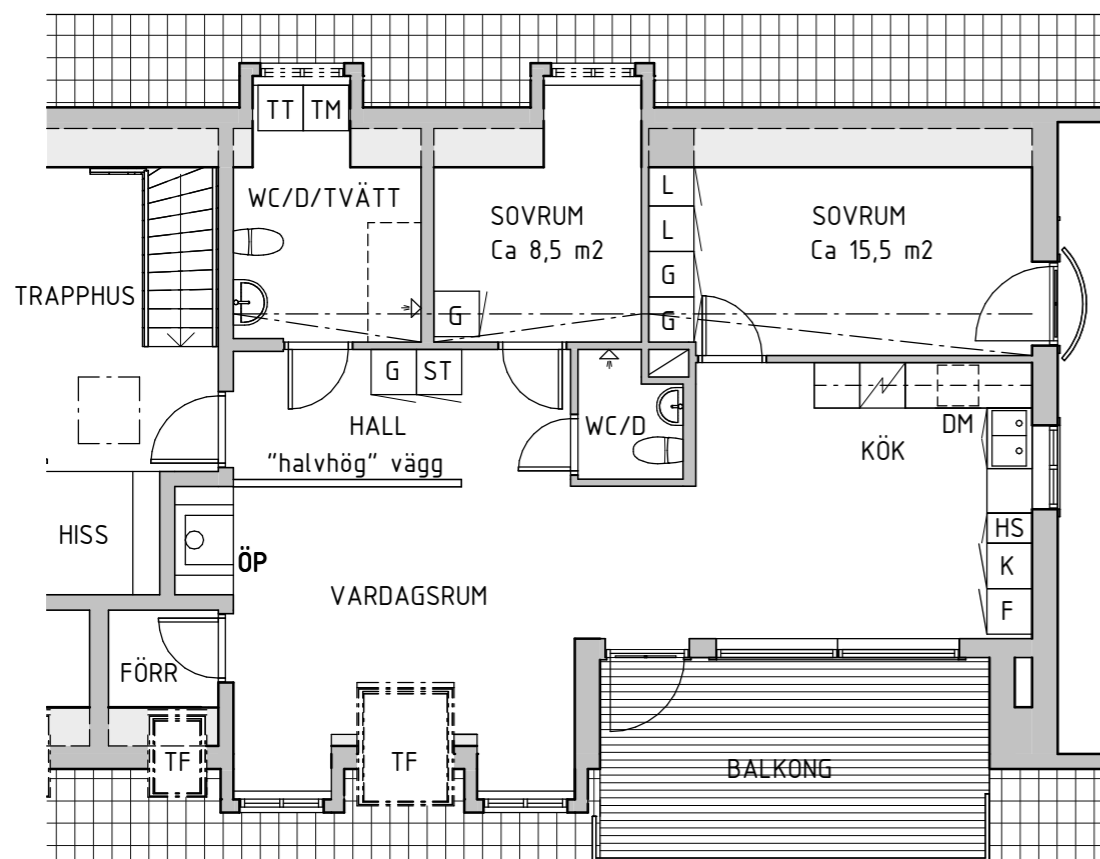 TT TM
WC/D/TVÄTT
SOVRUM
Ca 8,5 m2
L
L
G
G
SOVRUM
Ca 15,5 m2
TRAPPHUS
G
G ST
HALL
"halvhög" vägg
WC/D
DM
KÖK
HISS
ÖP
HS
K
F
VARDAGSRUM
FÖRR
TF
TF
BALKONG